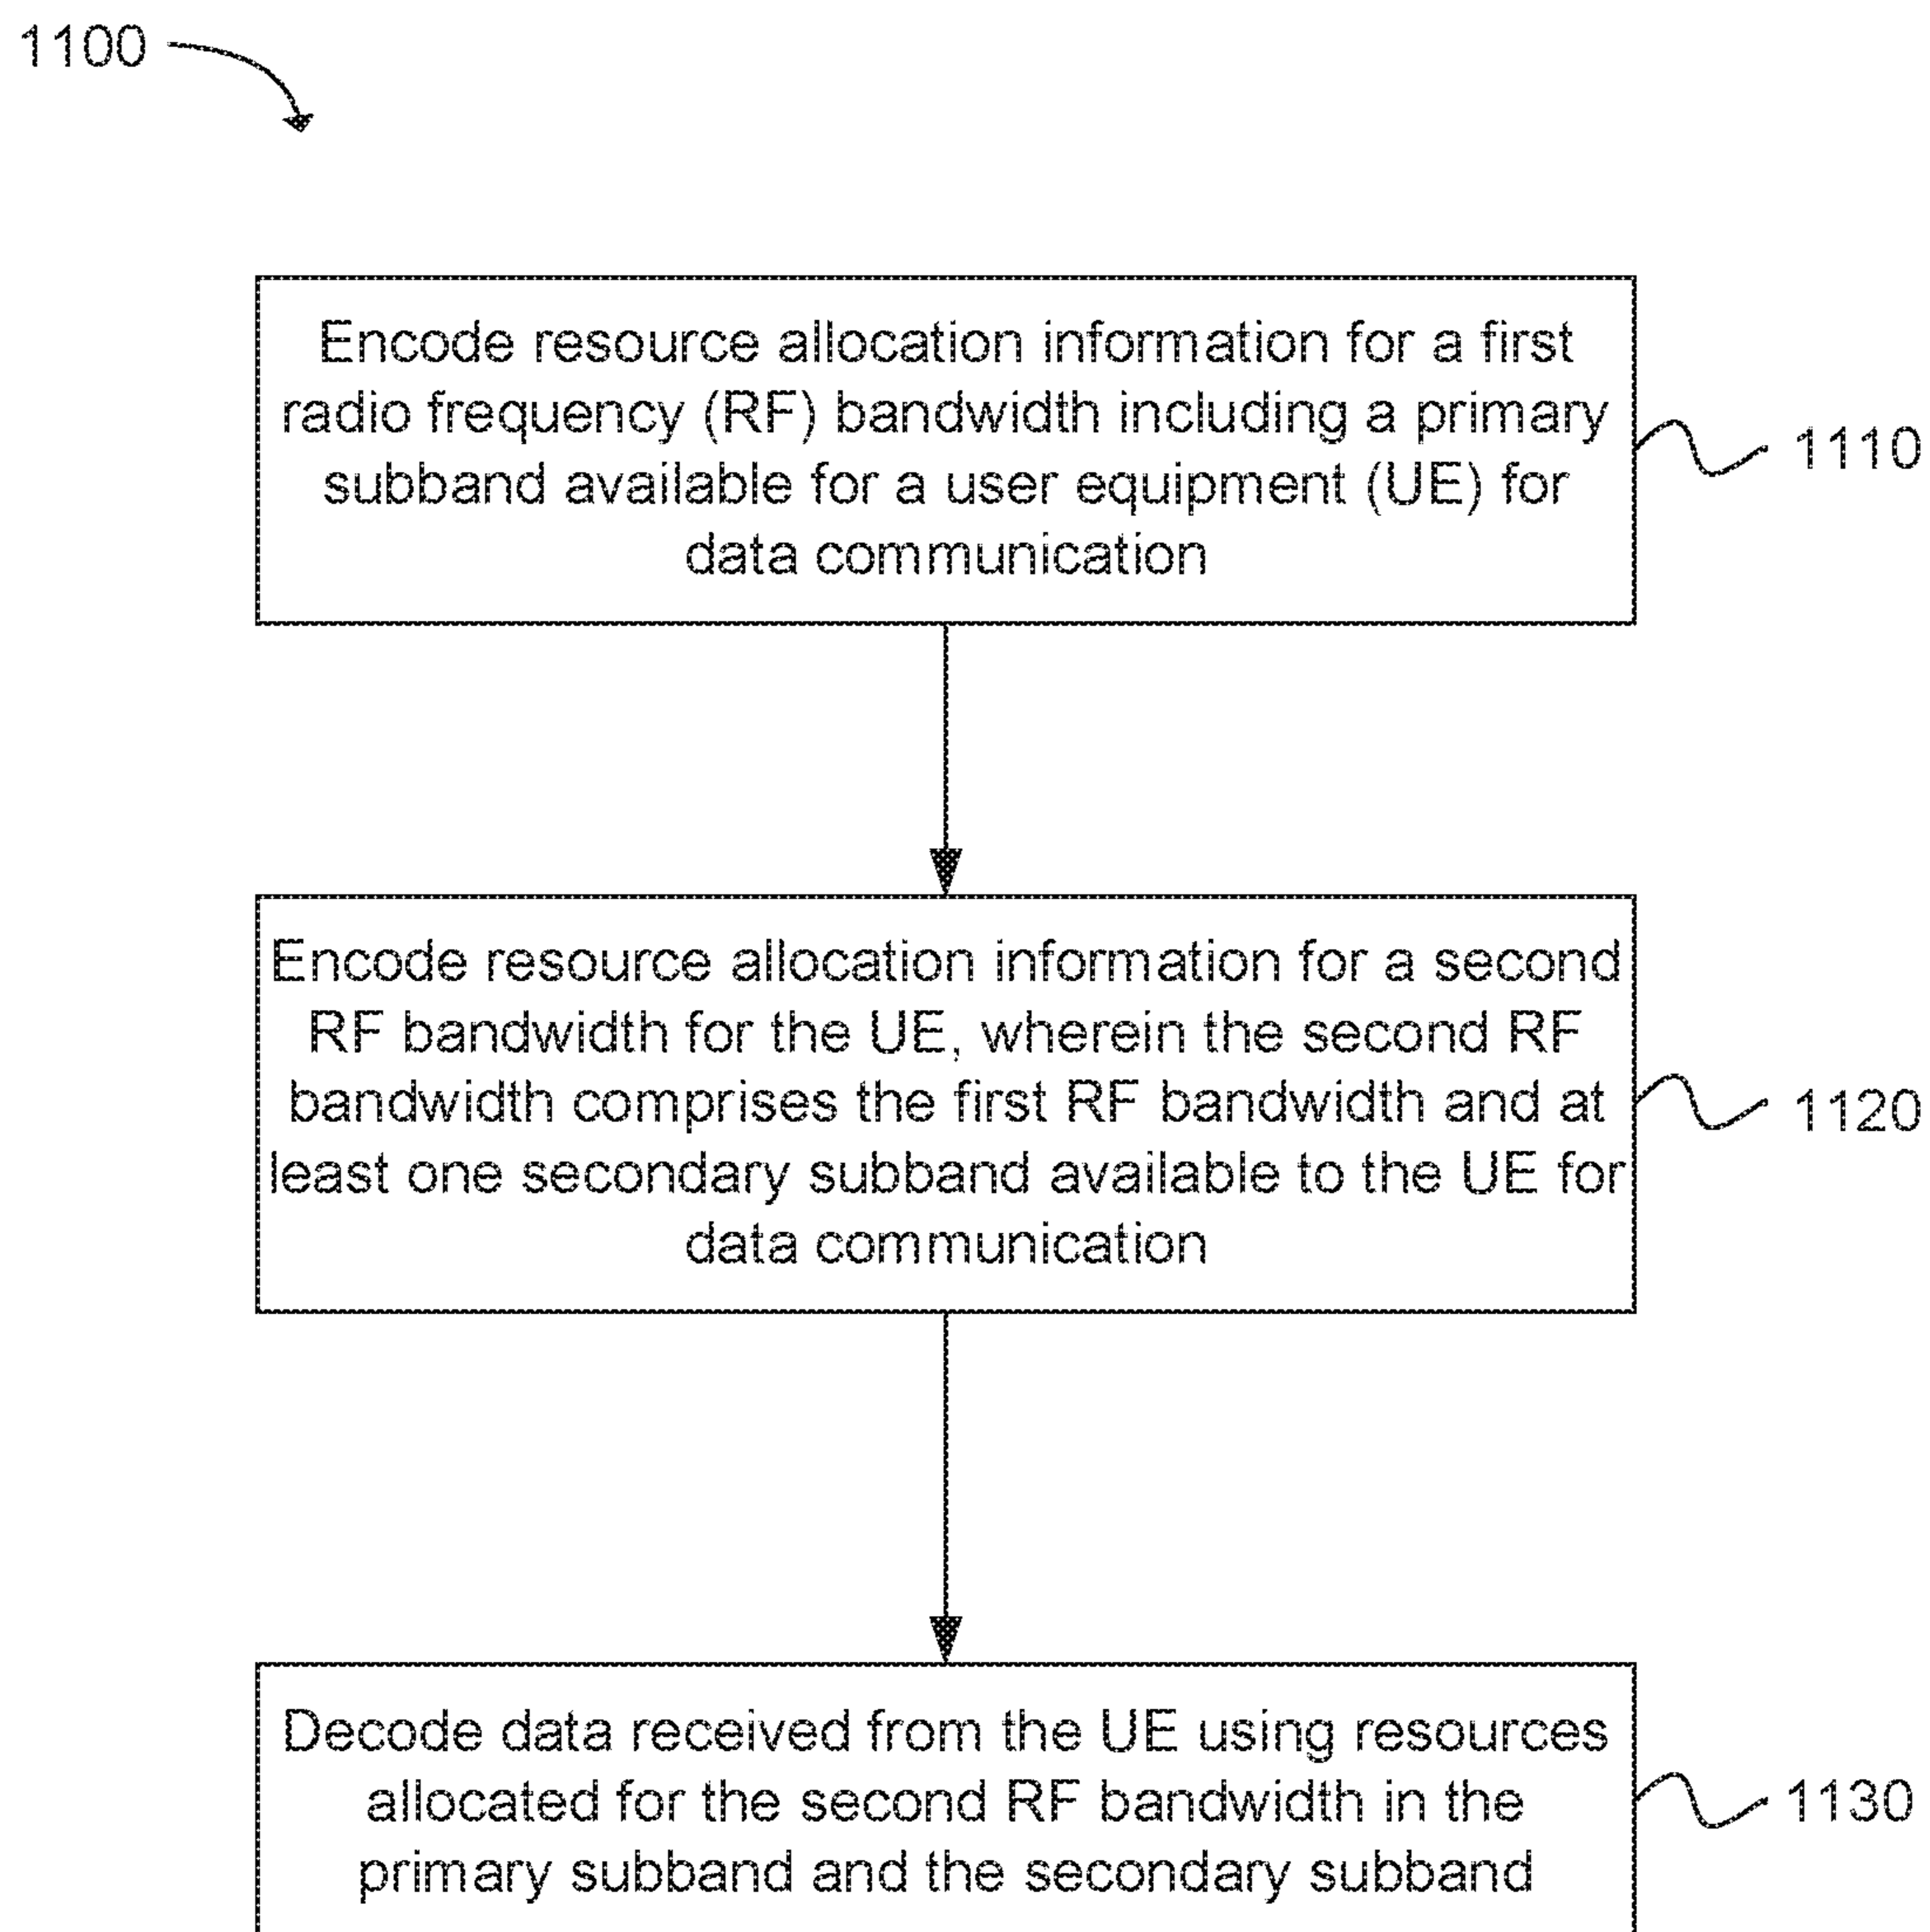 1100
Encode resource allocation information for a first
radio frequency (RF) bandwidth including a primary
subband available for a user equipment (UE) for
data communication
1110
Encode resource allocation information for a second
RF bandwidth for the UE, wherein the second RF
bandwidth comprises the first RF bandwidth and at
least one secondary subband available to the UE for
data communication
1120
Decode data received from the UE using resources
allocated for the second RF bandwidth in the
primary subband and the secondary subband
1130